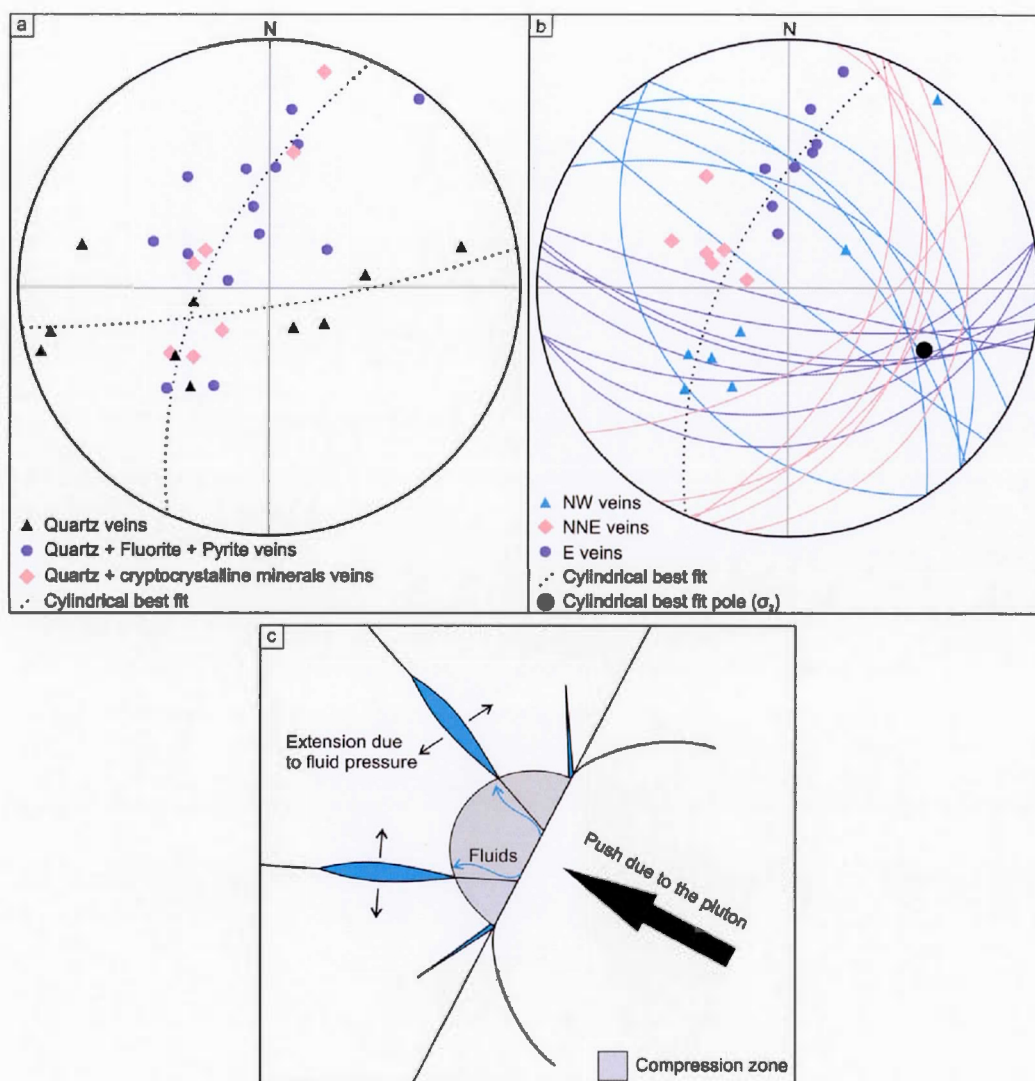 a
N
▲ Quartz veins
● Quartz + Fluorite + Pyrite veins
◆ Quartz + cryptocrystalline minerals veins
Cylindrical best fit
b
N
▲ NW veins
◆ NNE veins
● E veins
Cylindrical best fit
● Cylindrical best fit pole
c
Extension due
to fluid pressure
Fluids
Push due to the pluton
Compression zone